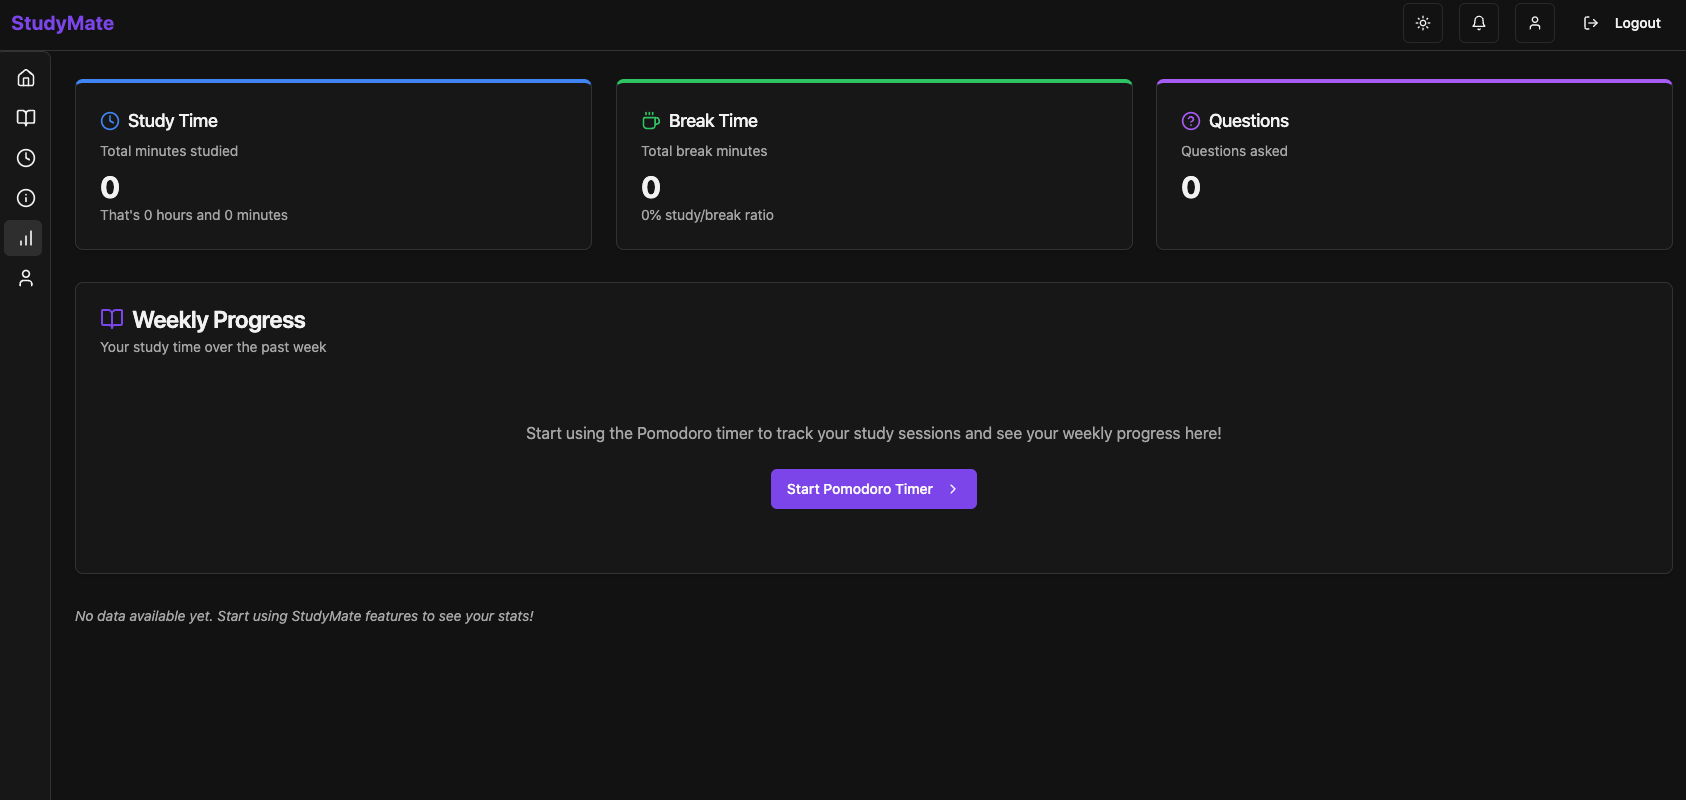 StudyMate
Logout
Study Time
Total minutes studied
0
That's 0 hours and 0 minutes
Break Time
Total break minutes
0
0% study/break ratio
Questions
Questions asked
0
Weekly Progress
Your study time over the past week
Start using the Pomodoro timer to track your study sessions and see your weekly progress here!
Start Pomodoro Timer
No data available yet. Start using StudyMate features to see your stats!